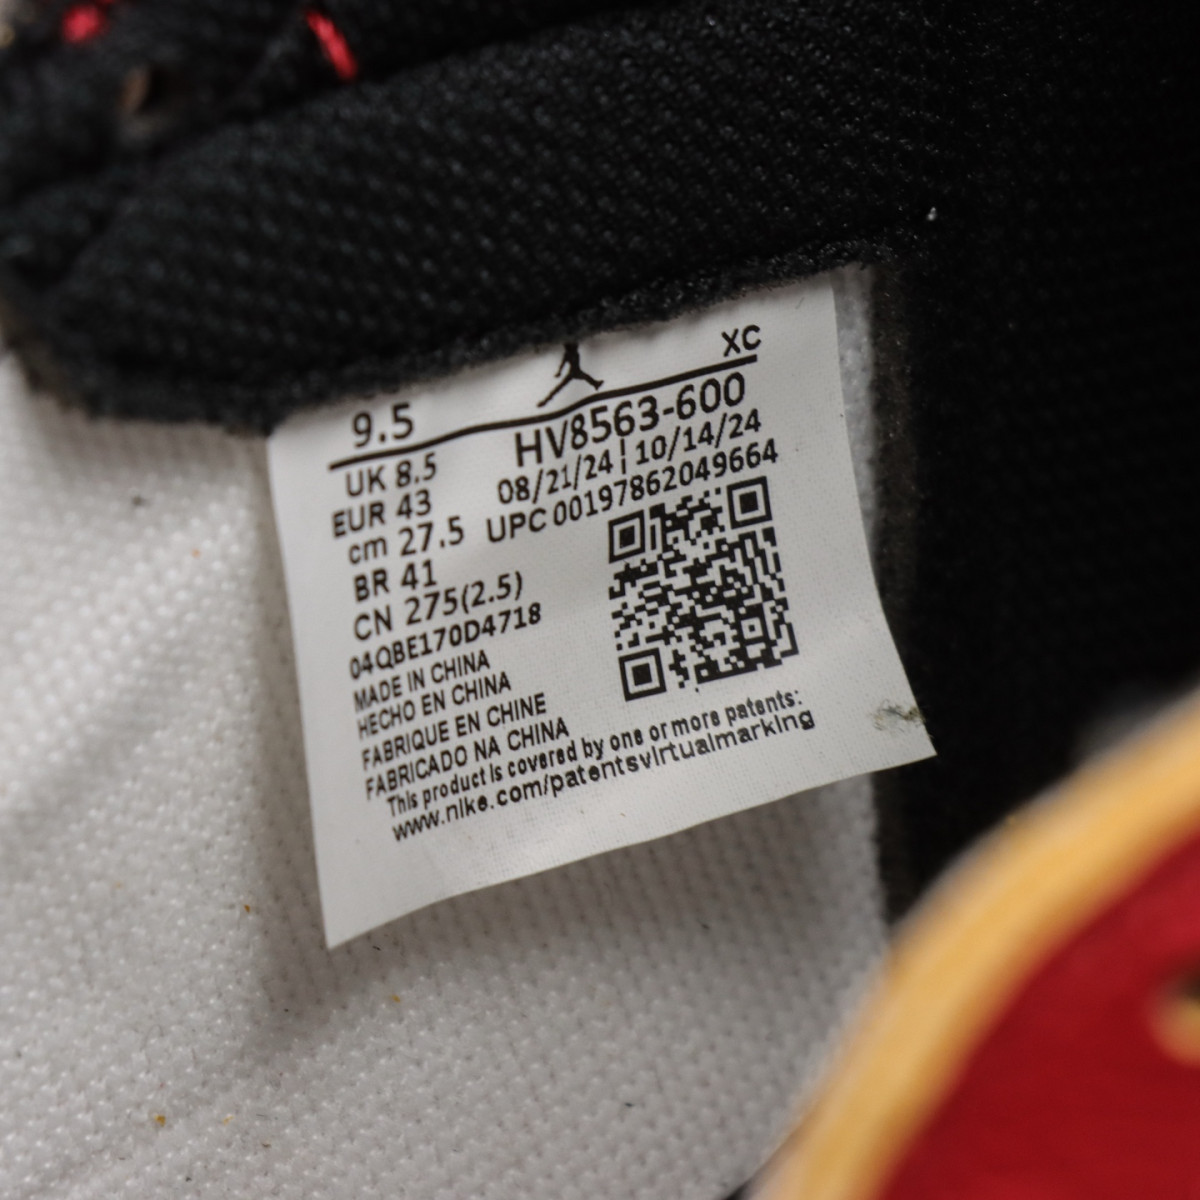 XC
9.5
HV8563-600
UK 8.5
08/21/24 | 10/14/24
EUR 43
UPC 00197862049664
cm 27.5
BR 41
CN 275(2.5)
04QBE170D4718
MADE IN CHINA
HECHO EN CHINA
FABRIQUE EN CHINE
FABRICADO NA CHINA
This product is covered by one or more patents:
www.nike.com/patentsvirtualmarking